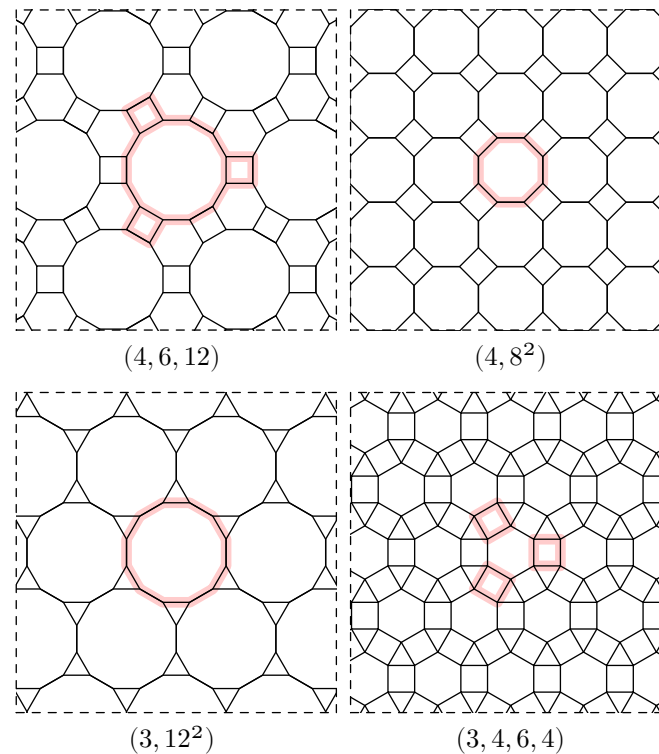 (4, 6, 12)
(4, 8²)
(3, 12²)
(3, 4, 6, 4)